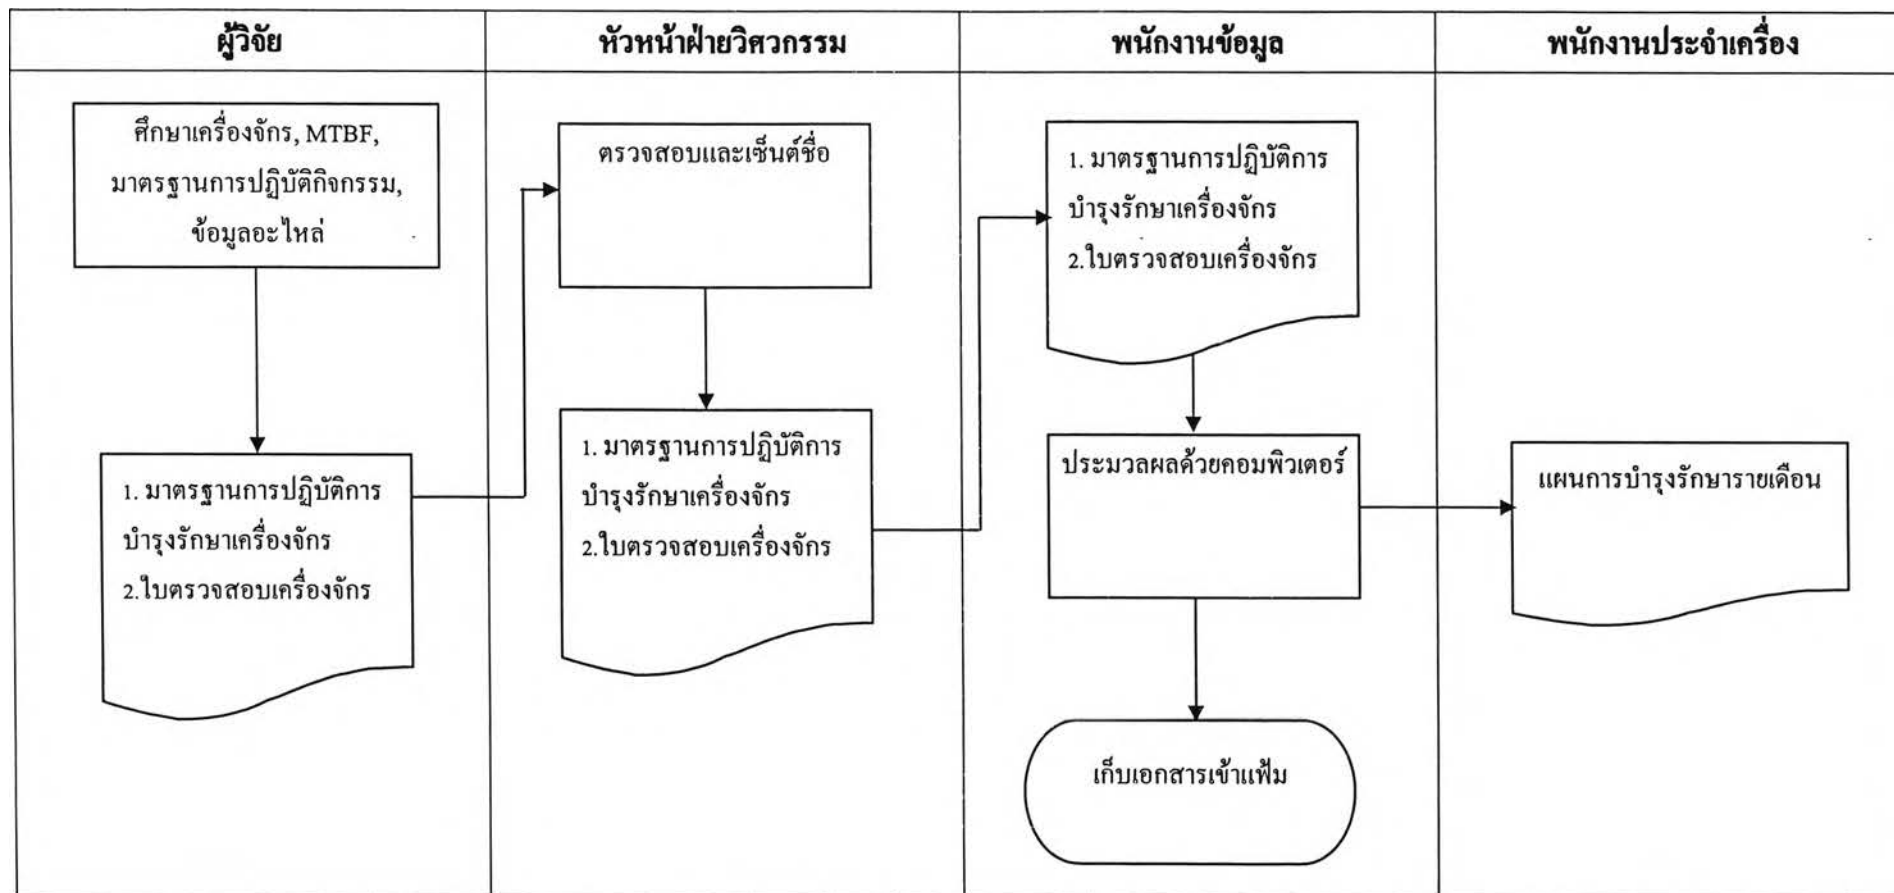 ผู้วิจัย
หัวหน้าฝ่ายวิศวกรรม
พนักงานข้อมูล
พนักงานประจำเครื่อง
ศึกษาเครื่องจักร, MTBF,
มาตรฐานการปฏิบัติกิจกรรม,
ข้อมูลอะไหล่
1. มาตรฐานการปฏิบัติการ
บำรุงรักษาเครื่องจักร
2.ใบตรวจสอบเครื่องจักร
ตรวจสอบและเซ็นต์ชื่อ
1. มาตรฐานการปฏิบัติการ
บำรุงรักษาเครื่องจักร
2.ใบตรวจสอบเครื่องจักร
1. มาตรฐานการปฏิบัติการ
บำรุงรักษาเครื่องจักร
2.ใบตรวจสอบเครื่องจักร
ประมวลผลด้วยคอมพิวเตอร์
เก็บเอกสารเข้าแฟ้ม
แผนการบำรุงรักษารายเดือน